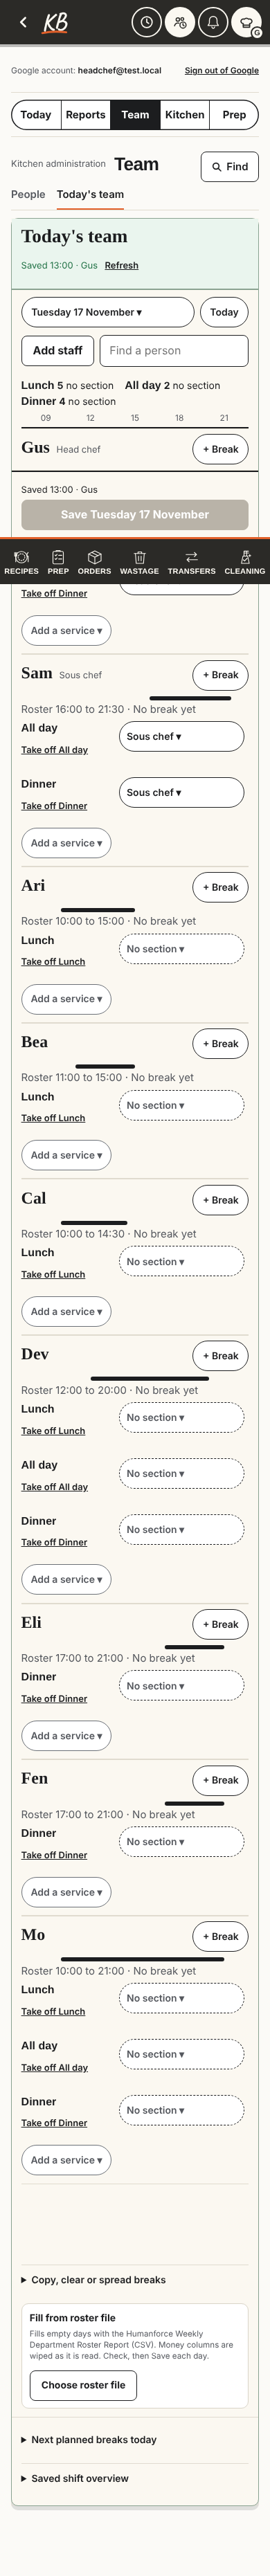 KB
G
Google account: headchef@test.local Sign out of Google
Today Reports Team Kitchen Prep
Kitchen administration Team Find
People Today's team
Today's team
Saved 13:00 · Gus Refresh
Tuesday 17 November ▾ Today
Add staff Find a person
Lunch 5 no section All day 2 no section
Dinner 4 no section
09 12 15 18 21
Gus Head chef + Break
Saved 13:00 · Gus
Save Tuesday 17 November
RECIPES PREP ORDERS WASTAGE TRANSFERS CLEANING
Take off Dinner
Add a service ▾
Sam Sous chef + Break
Roster 16:00 to 21:30 · No break yet
All day Sous chef ▾
Take off All day
Dinner Sous chef ▾
Take off Dinner
Add a service ▾
Ari + Break
Roster 10:00 to 15:00 · No break yet
Lunch No section ▾
Take off Lunch
Add a service ▾
Bea + Break
Roster 11:00 to 15:00 · No break yet
Lunch No section ▾
Take off Lunch
Add a service ▾
Cal + Break
Roster 10:00 to 14:30 · No break yet
Lunch No section ▾
Take off Lunch
Add a service ▾
Dev + Break
Roster 12:00 to 20:00 · No break yet
Lunch No section ▾
Take off Lunch
All day No section ▾
Take off All day
Dinner No section ▾
Take off Dinner
Add a service ▾
Eli + Break
Roster 17:00 to 21:00 · No break yet
Dinner No section ▾
Take off Dinner
Add a service ▾
Fen + Break
Roster 17:00 to 21:00 · No break yet
Dinner No section ▾
Take off Dinner
Add a service ▾
Mo + Break
Roster 10:00 to 21:00 · No break yet
Lunch No section ▾
Take off Lunch
All day No section ▾
Take off All day
Dinner No section ▾
Take off Dinner
Add a service ▾
▶ Copy, clear or spread breaks
Fill from roster file
Fills empty days with the Humanforce Weekly
Department Roster Report (CSV). Money columns are
wiped as it is read. Check, then Save each day.
Choose roster file
▶ Next planned breaks today
▶ Saved shift overview